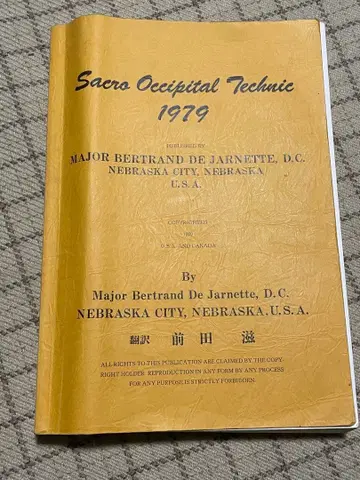 Sacro Occipital Technic
1979
PUBLISHED BY
MAJOR BERTRAND DE JARNETTE, D.C.
NEBRASKA CITY, NEBRASKA
U.S.A.
COPYRIGHTED
IN
U.S.A. AND CANADA
By
Major Bertrand De Jarnette, D.C.
NEBRASKA CITY, NEBRASKA, U.S.A.
翻訳 前田 滋
ALL RIGHTS TO THIS PUBLICATION ARE CLAIMED BY THE COPY-
RIGHT HOLDER. REPRODUCTION IN ANY FORM BY ANY PROCESS
FOR ANY PURPOSE IS STRICTLY FORBIDDEN.